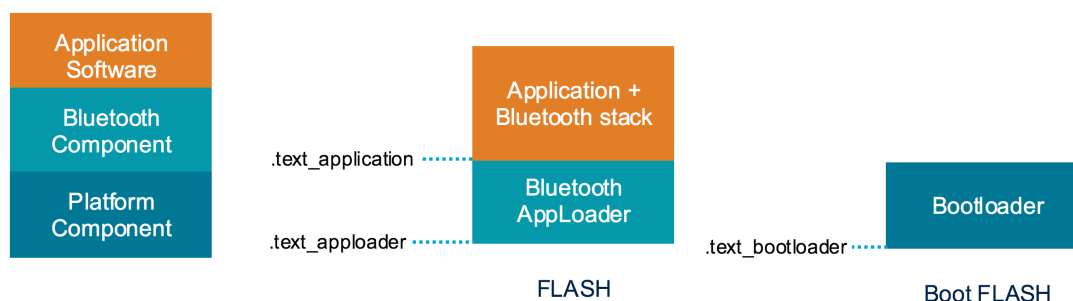 Application
Software
Bluetooth
Component
Platform
Component
Application +
Bluetooth stack
.text_application
Bluetooth
AppLoader
.text_apploader
FLASH
Bootloader
.text_bootloader
Boot FLASH